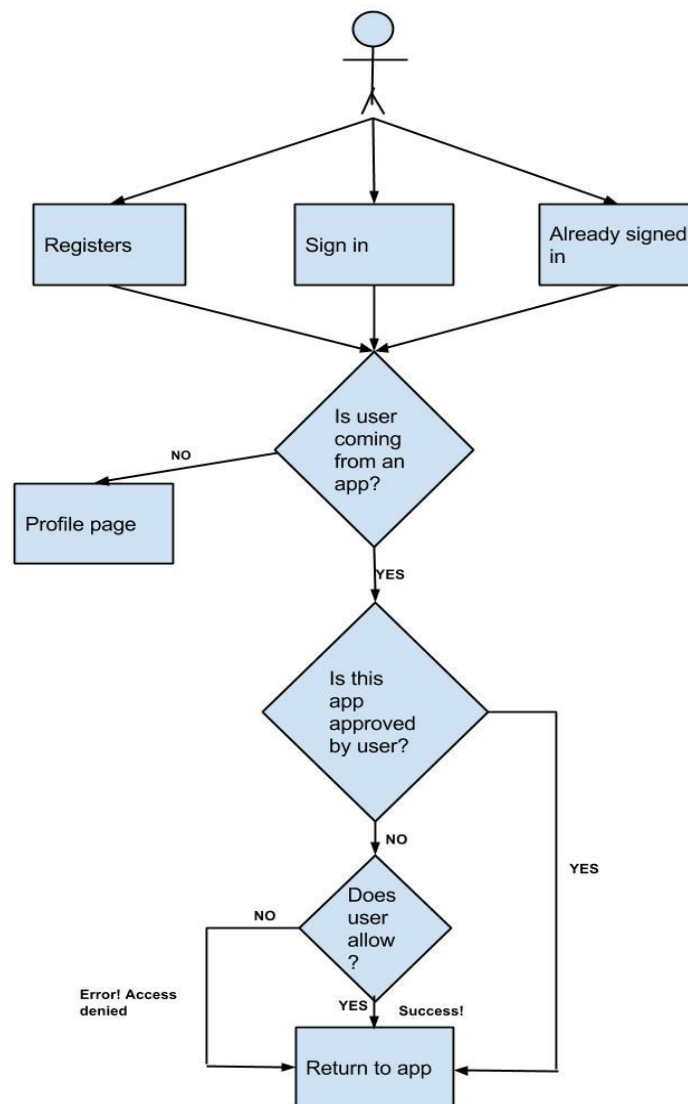 Registers
Sign in
Already signed
in
Is user
coming
from an
app?
NO
Profile page
YES
Is this
app
approved
by user?
NO
YES
Does
user
allow
?
NO
Error! Access
denied
YES
Success!
Return to app